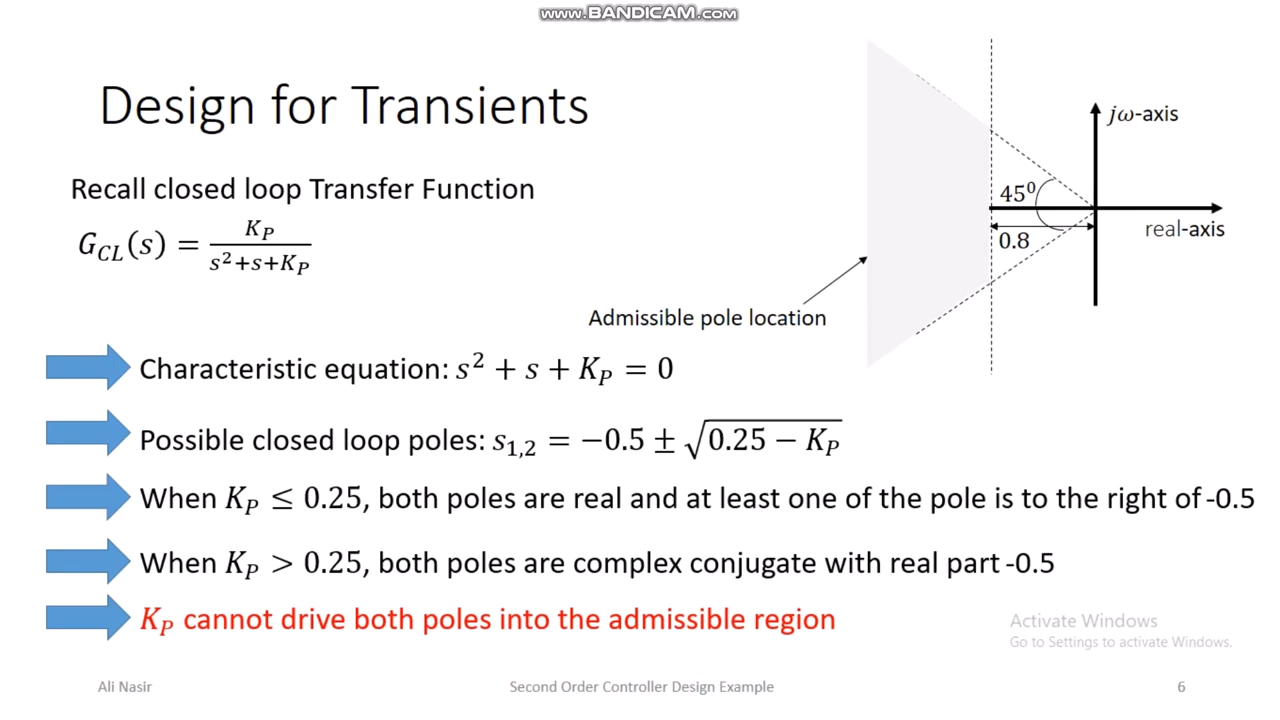 www.BANDICAM.com
Design for Transients
jω-axis
Recall closed loop Transfer Function
45⁰
G_CL(s) = K_P / (s² + s + K_P)
real-axis
0.8
Admissible pole location
Characteristic equation: s² + s + K_P = 0
Possible closed loop poles: s_1,2 = −0.5 ± √(0.25 − K_P)
When K_P ≤ 0.25, both poles are real and at least one of the pole is to the right of -0.5
When K_P > 0.25, both poles are complex conjugate with real part -0.5
K_P cannot drive both poles into the admissible region
Activate Windows
Go to Settings to activate Windows.
Ali Nasir
Second Order Controller Design Example
6